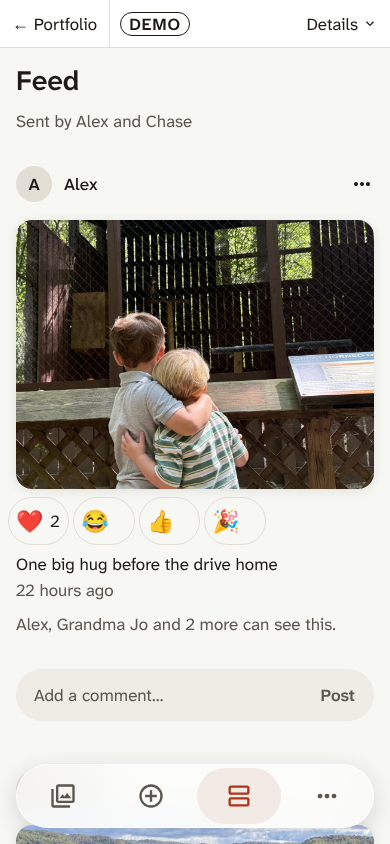 ← Portfolio
DEMO
Details
Feed
Sent by Alex and Chase
A
Alex
❤️ 2
😂
👍
🎉
One big hug before the drive home
22 hours ago
Alex, Grandma Jo and 2 more can see this.
Add a comment...
Post